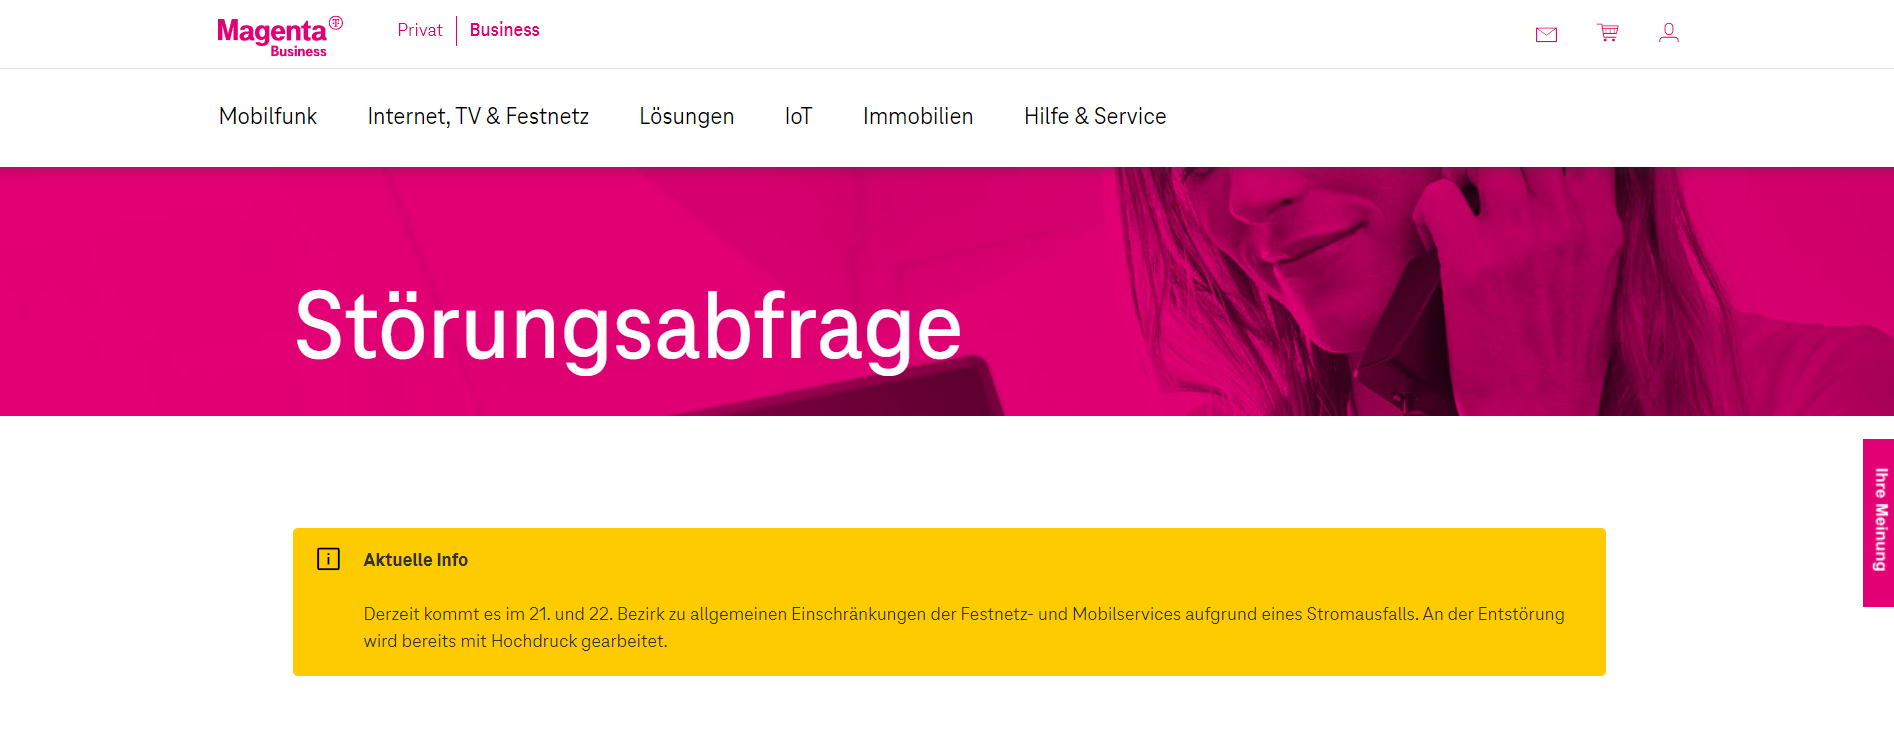 Magenta
Business
Privat
Business
Mobilfunk
Internet, TV & Festnetz
Lösungen
IoT
Immobilien
Hilfe & Service
Störungsabfrage
Ihre Meinung
Aktuelle Info
Derzeit kommt es im 21. und 22. Bezirk zu allgemeinen Einschränkungen der Festnetz- und Mobilservices aufgrund eines Stromausfalls. An der Entstörung
wird bereits mit Hochdruck gearbeitet.